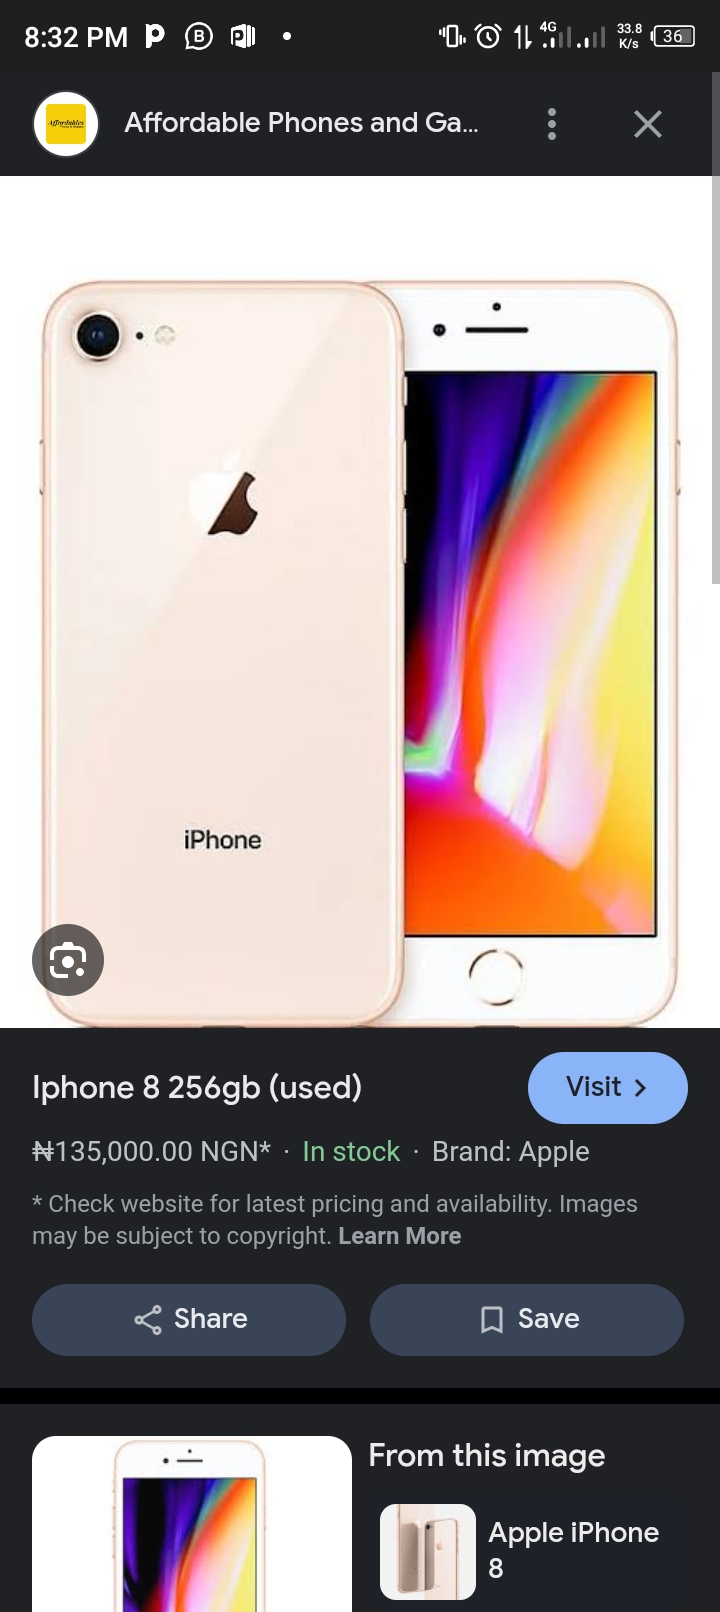 8:32 PM
4G
33.8
K/s
36
Affordables
Affordable Phones and Ga...
iPhone
Iphone 8 256gb (used)
Visit
₦135,000.00 NGN* · In stock · Brand: Apple
* Check website for latest pricing and availability. Images
may be subject to copyright. Learn More
Share
Save
From this image
Apple iPhone
8